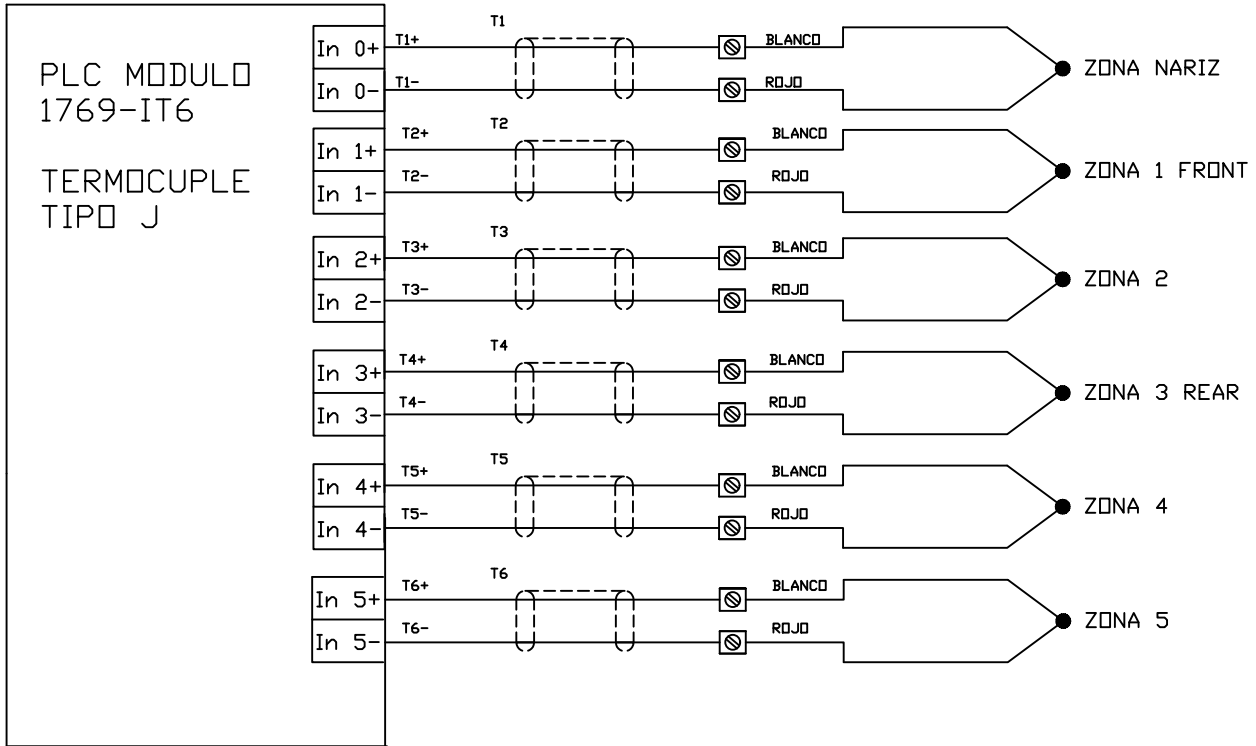 PLC MODULO
1769-IT6
TERMOCUPLE
TIPO J
T1
In 0+ T1+ BLANCO
In 0- T1- ROJO
ZONA NARIZ
T2
In 1+ T2+ BLANCO
In 1- T2- ROJO
ZONA 1 FRONT
T3
In 2+ T3+ BLANCO
In 2- T3- ROJO
ZONA 2
T4
In 3+ T4+ BLANCO
In 3- T4- ROJO
ZONA 3 REAR
T5
In 4+ T5+ BLANCO
In 4- T5- ROJO
ZONA 4
T6
In 5+ T6+ BLANCO
In 5- T6- ROJO
ZONA 5